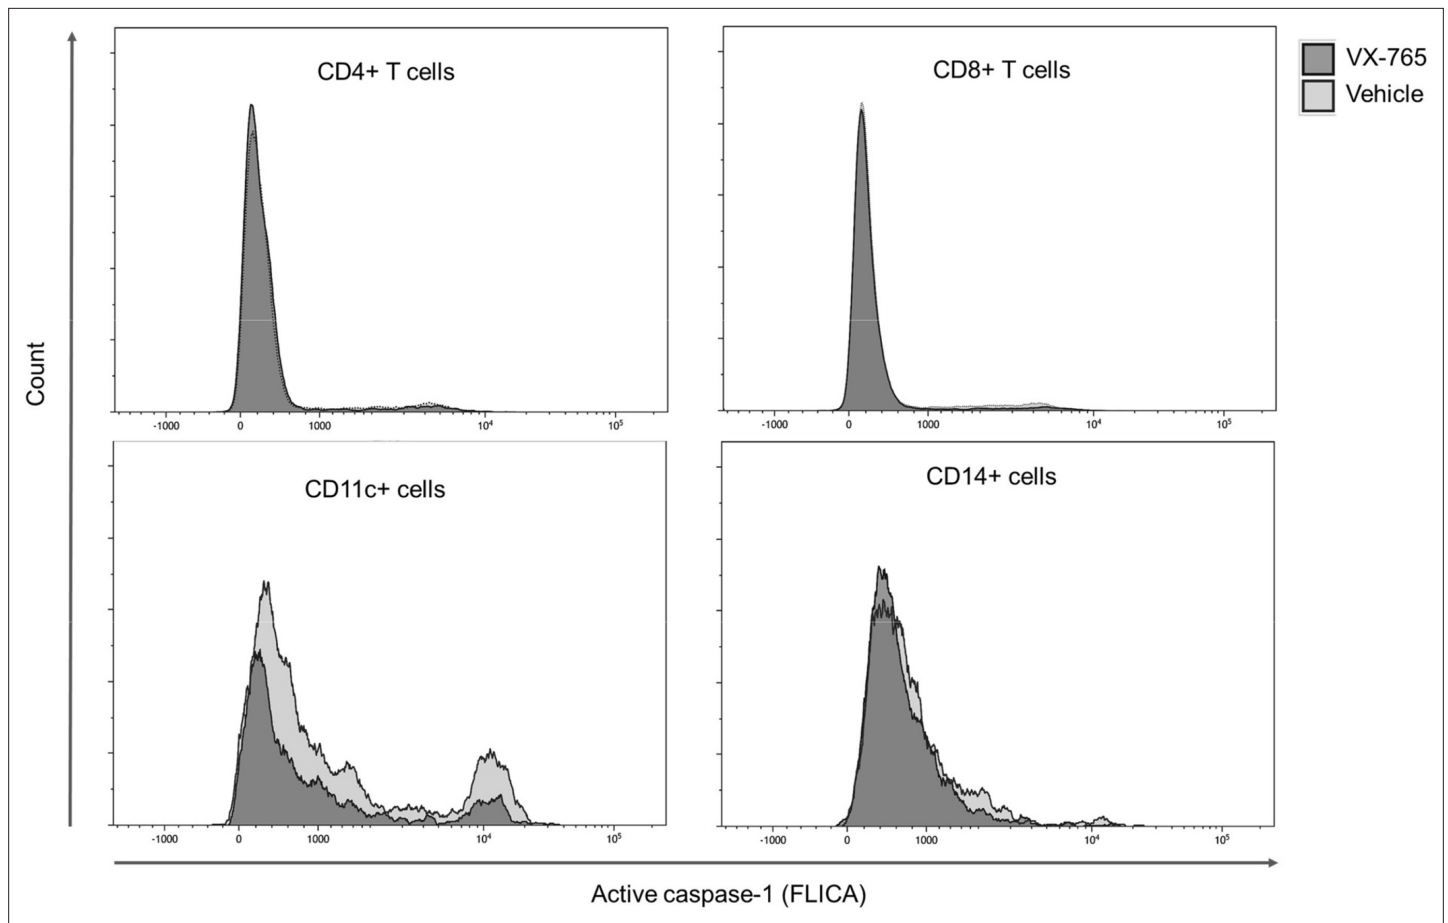 CD4+ T cells
CD8+ T cells
VX-765
Vehicle
-1000 0 1000 10⁴ 10⁵
-1000 0 1000 10⁴ 10⁵
Count
CD11c+ cells
CD14+ cells
-1000 0 1000 10⁴ 10⁵
-1000 0 1000 10⁴ 10⁵
Active caspase-1 (FLICA)